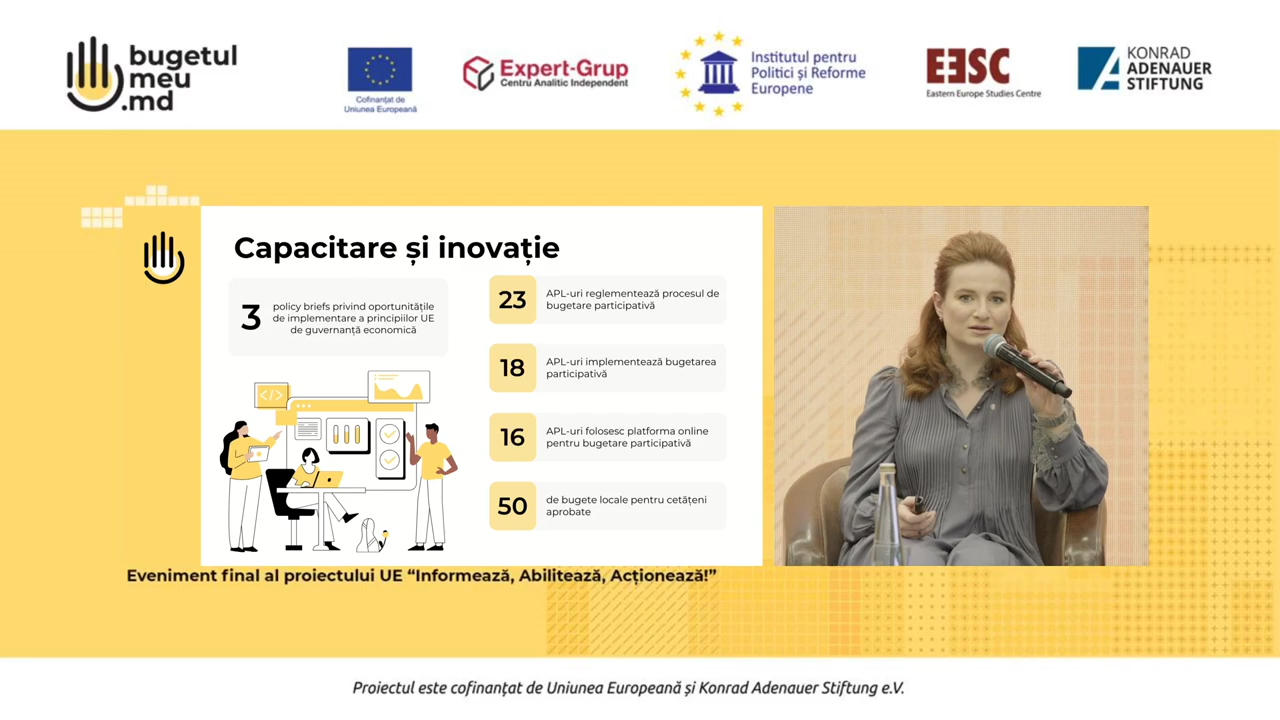 bugetul
meu
.md
Cofinanțat de
Uniunea Europeană
Expert-Grup
Centru Analitic Independent
Institutul pentru
Politici și Reforme
Europene
EESC
Eastern Europe Studies Centre
KONRAD
ADENAUER
STIFTUNG
Capacitare și inovație
3
policy briefs privind oportunitățile
de implementare a principiilor UE
de guvernanță economică
23
APL-uri reglementează procesul de
bugetare participativă
18
APL-uri implementează bugetarea
participativă
16
APL-uri folosesc platforma online
pentru bugetare participativă
50
de bugete locale pentru cetățeni
aprobate
</>
Eveniment final al proiectului UE “Informează, Abilitează, Acționează!”
Proiectul este cofinanțat de Uniunea Europeană și Konrad Adenauer Stiftung e.V.